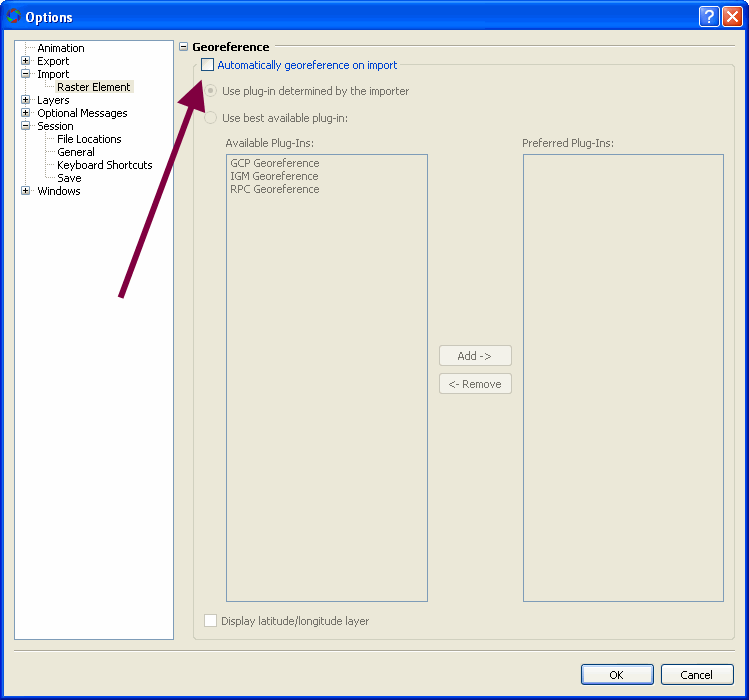 Options
Animation
Export
Import
Raster Element
Layers
Optional Messages
Session
File Locations
General
Keyboard Shortcuts
Save
Windows
Georeference
Automatically georeference on import
Use plug-in determined by the importer
Use best available plug-in:
Available Plug-Ins:
GCP Georeference
IGM Georeference
RPC Georeference
Add ->
<- Remove
Preferred Plug-Ins:
Display latitude/longitude layer
OK
Cancel